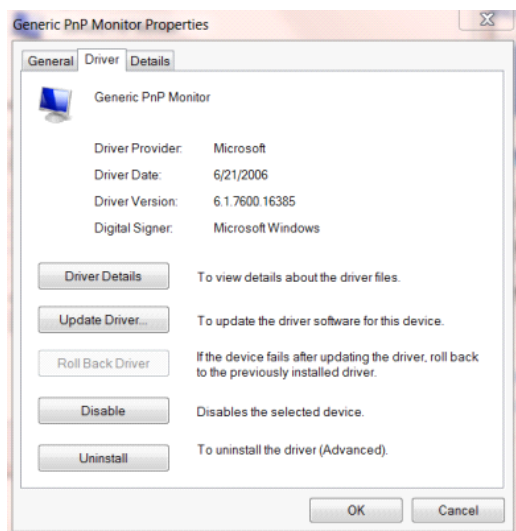 Generic PnP Monitor Properties
General Driver Details
Generic PnP Monitor
Driver Provider: Microsoft
Driver Date: 6/21/2006
Driver Version: 6.1.7600.16385
Digital Signer: Microsoft Windows
Driver Details To view details about the driver files.
Update Driver... To update the driver software for this device.
Roll Back Driver If the device fails after updating the driver, roll back
to the previously installed driver.
Disable Disables the selected device.
Uninstall To uninstall the driver (Advanced).
OK Cancel